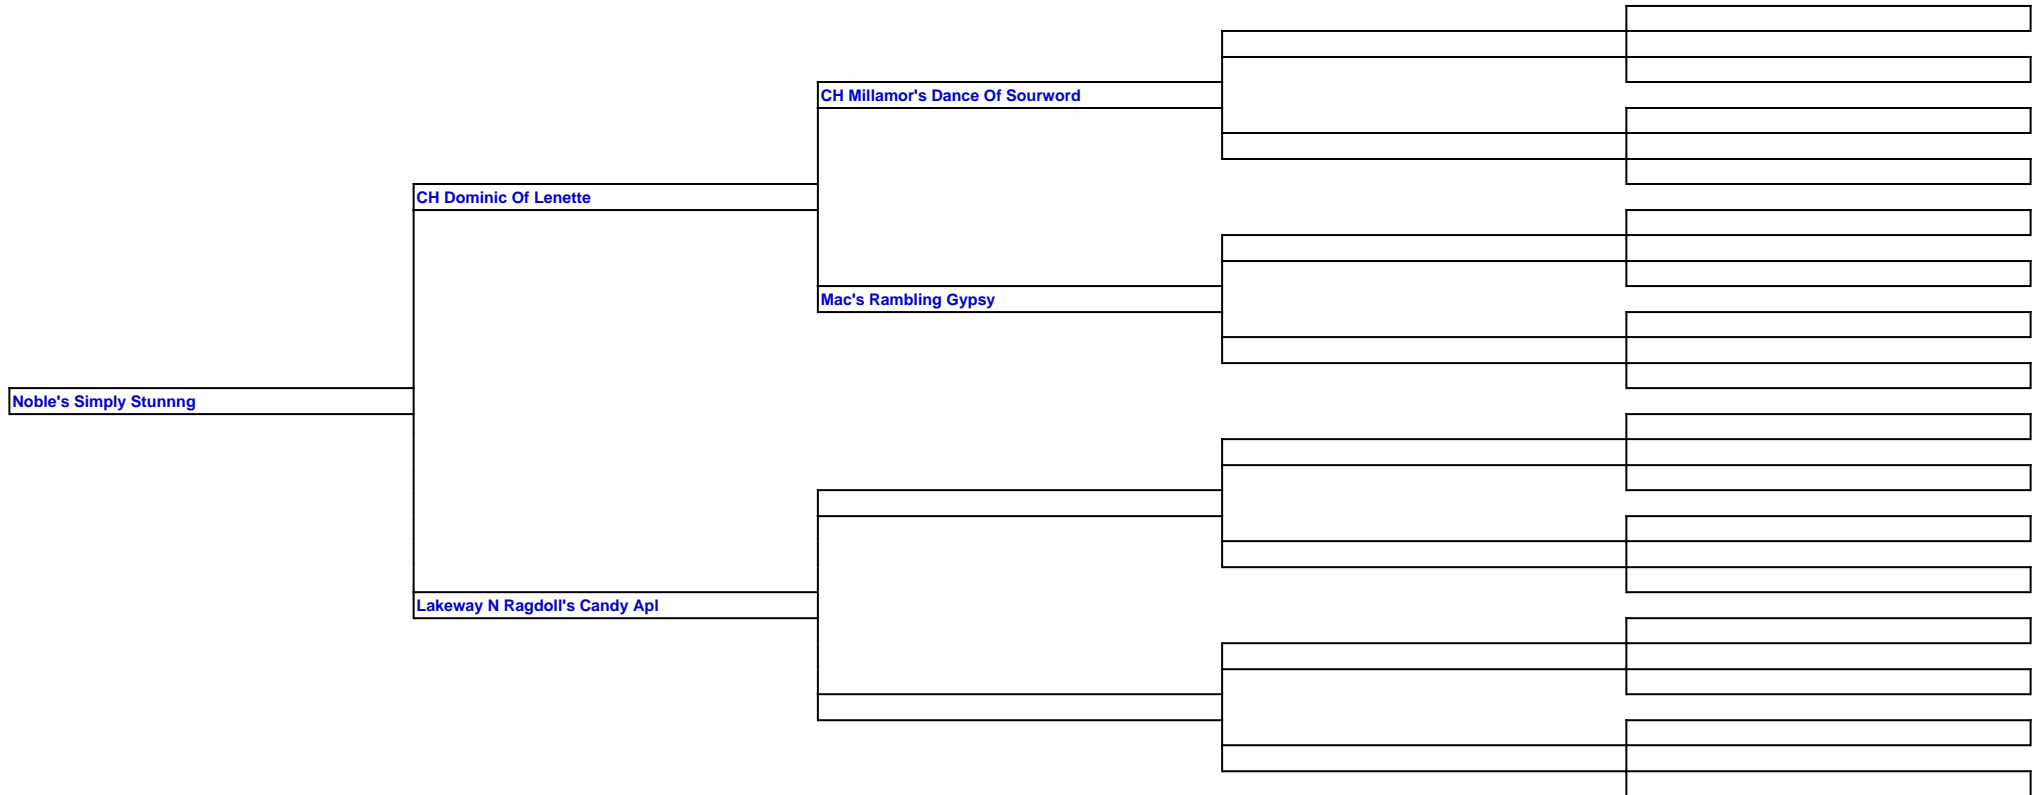 CH Millamor's Dance Of Sourword
CH Dominic Of Lenette
Mac's Rambling Gypsy
Noble's Simply Stunnng
Lakeway N Ragdoll's Candy Apl